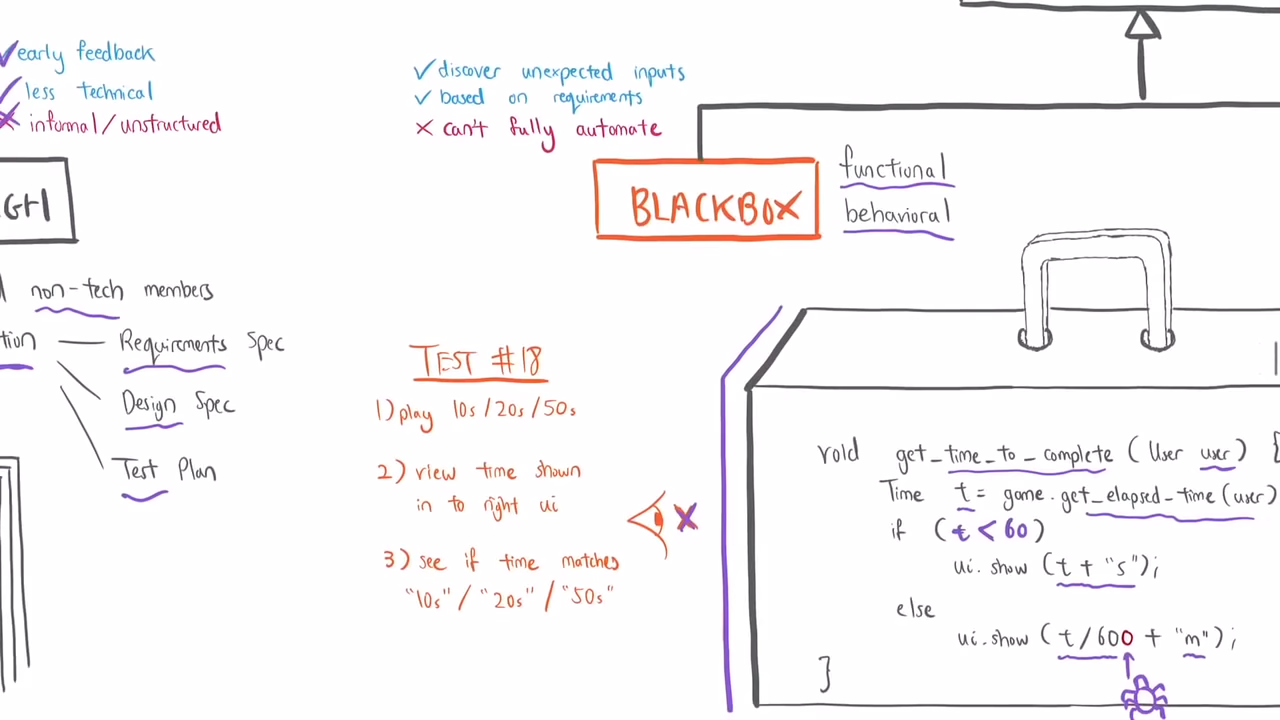 ✓early feedback
✓less technical
✗ informal/unstructured
✓ discover unexpected inputs
✓ based on requirements
✗ can't fully automate
BLACKBOX
functional
behavioral
non-tech members
Requirements Spec
Design Spec
Test Plan
TEST #18
1) play 10s/20s/50s
2) view time shown
in to right ui
3) see if time matches
"10s" / "20s" / "50s"
void get_time_to_complete (User user) {
Time t = game.get_elapsed_time(user)
if (t < 60)
ui.show (t + "s");
else
ui.show (t/600 + "m");
}